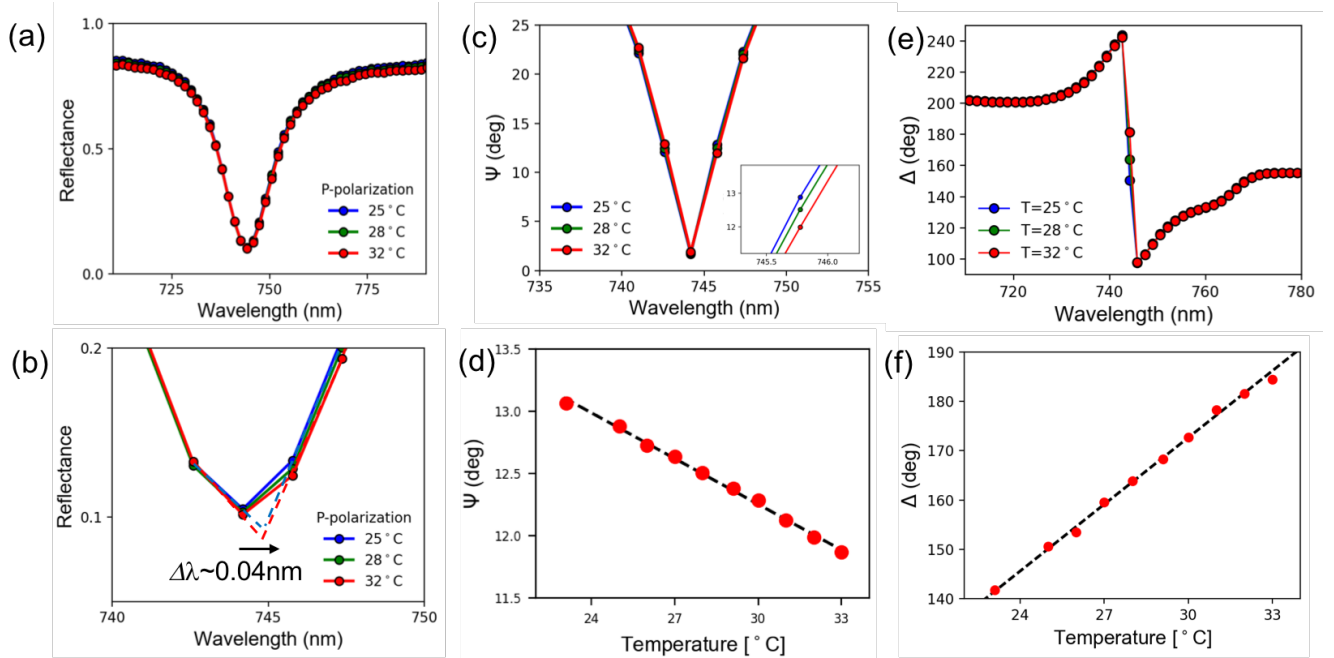 (a)
1.0
0.5
0.0
Reflectance
P-polarization
25°C
28°C
32°C
725
750
775
Wavelength (nm)
(c)
25
20
15
10
5
0
Ψ (deg)
25°C
28°C
32°C
13
12
745.5
746.0
735
740
745
750
755
Wavelength (nm)
(e)
240
220
200
180
160
140
120
100
Δ (deg)
T=25°C
T=28°C
T=32°C
720
740
760
780
Wavelength (nm)
(b)
0.2
0.1
Reflectance
P-polarization
25°C
28°C
32°C
Δλ~0.04nm
740
745
750
Wavelength (nm)
(d)
13.5
13.0
12.5
12.0
11.5
Ψ (deg)
24
27
30
33
Temperature [°C]
(f)
190
180
170
160
150
140
Δ (deg)
24
27
30
33
Temperature [°C]